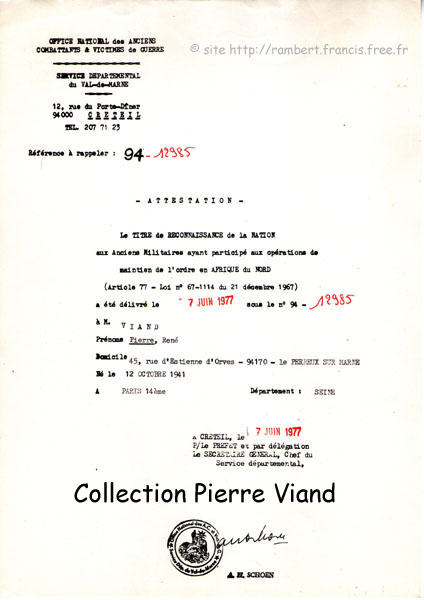 OFFICE NATIONAL des ANCIENS
COMBATTANTS & VICTIMES de GUERRE
© site http://rambert.francis.free.fr
SERVICE DEPARTEMENTAL
du VAL-de-MARNE
12, rue du Porte-Dîner
94000 CRETEIL
TEL. 207 71 23
Référence à rappeler : 94-12985
- ATTESTATION -
Le TITRE de RECONNAISSANCE de la NATION
aux Anciens Militaires ayant participé aux opérations de
maintien de l'ordre en AFRIQUE du NORD
(Article 77 - Loi n° 67-1114 du 21 décembre 1967)
a été délivré le 7 JUIN 1977 sous le n° 94 - 12985
à M. VIAND
Prénoms Pierre, René
Domicile 45, rue d'Estienne d'Orves - 94170 - le PERREUX SUR MARNE
Né le 12 OCTOBRE 1941
A PARIS 14ème Département : SEINE
A CRETEIL, le 7 JUIN 1977
P/Le PREFET et par délégation
Le SECRETAIRE GENERAL, Chef du
Service départemental,
Collection Pierre Viand
A. H. SCHOEN